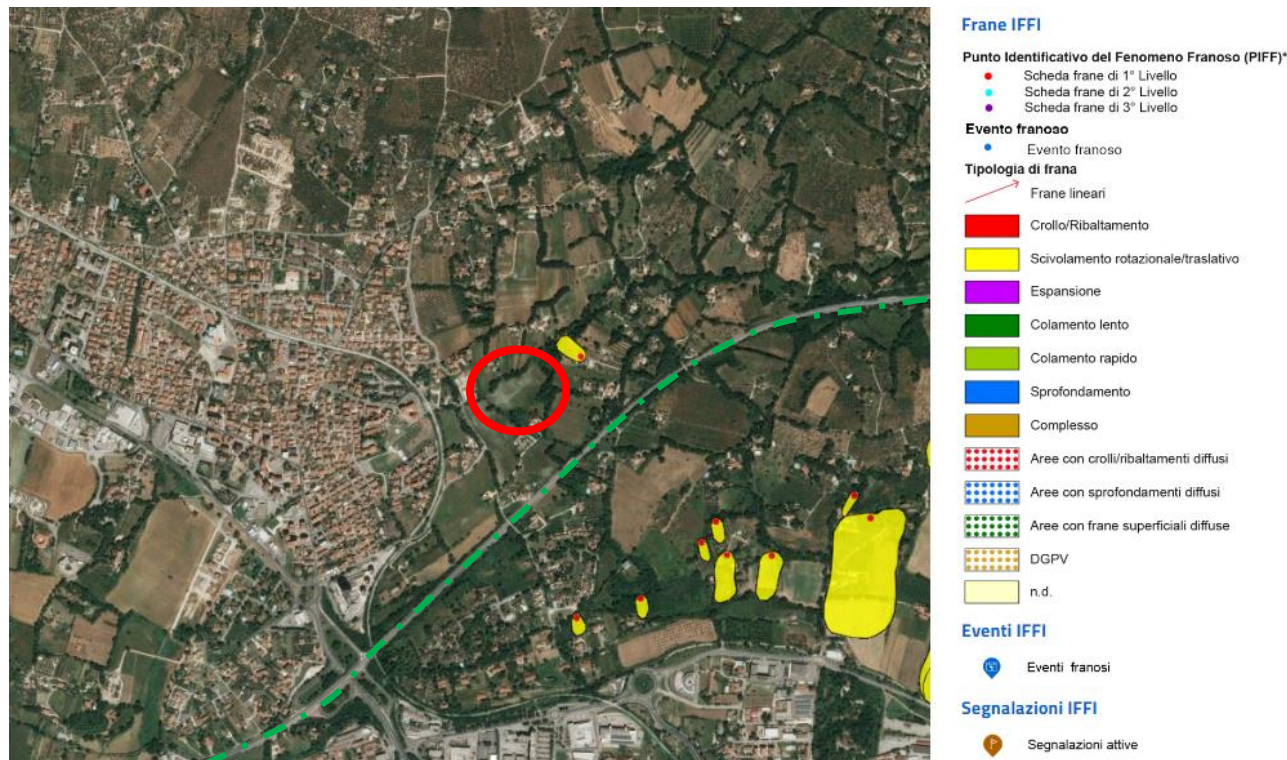 Frane IFFI
Punto Identificativo del Fenomeno Franoso (PIFF)*
Scheda frane di 1° Livello
Scheda frane di 2° Livello
Scheda frane di 3° Livello
Evento franoso
Evento franoso
Tipologia di frana
Frane lineari
Crollo/Ribaltamento
Scivolamento rotazionale/traslativo
Espansione
Colamento lento
Colamento rapido
Sprofondamento
Complesso
Aree con crolli/ribaltamenti diffusi
Aree con sprofondamenti diffusi
Aree con frane superficiali diffuse
DGPV
n.d.
Eventi IFFI
Eventi franosi
Segnalazioni IFFI
Segnalazioni attive